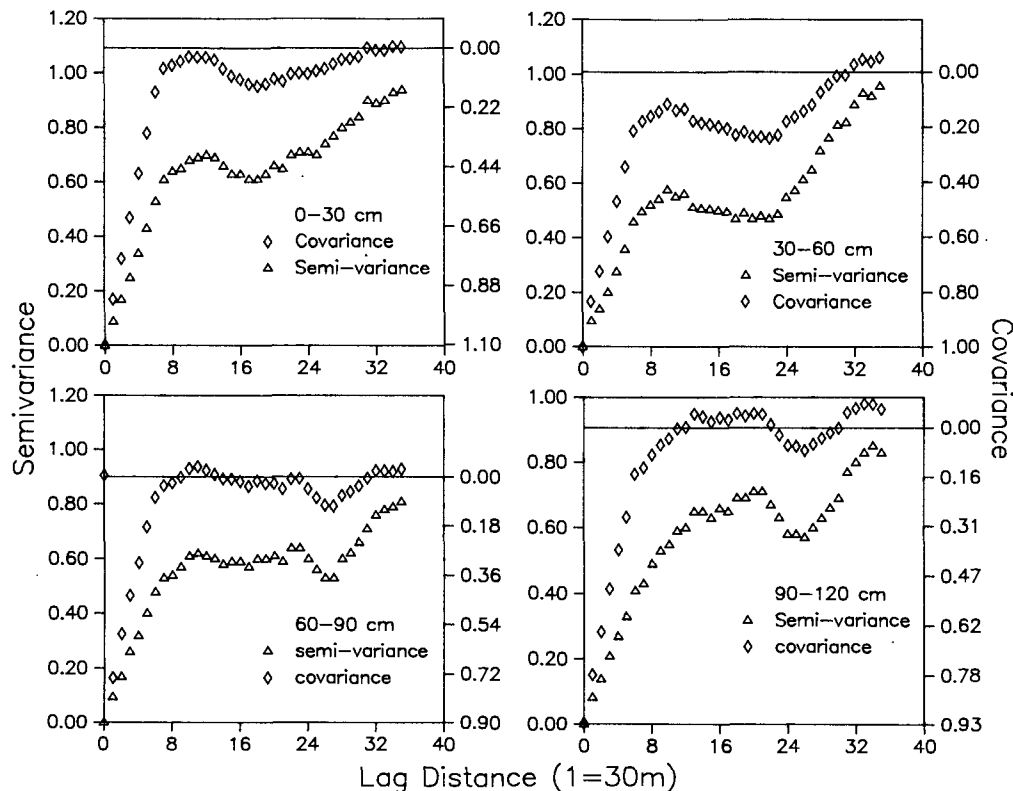 1.20
1.00
0.80
0.60
0.40
0.20
0.00
0.00
0.22
0.44
0.66
0.88
1.10
0 8 16 24 32 40
0-30 cm
Covariance
Semi-variance
1.20
1.00
0.80
0.60
0.40
0.20
0.00
0.00
0.20
0.40
0.60
0.80
1.00
0 8 16 24 32 40
30-60 cm
Semi-variance
Covariance
Semivariance
Covariance
1.20
1.00
0.80
0.60
0.40
0.20
0.00
0.00
0.18
0.36
0.54
0.72
0.90
0 8 16 24 32 40
60-90 cm
semi-variance
covariance
1.00
0.80
0.60
0.40
0.20
0.00
0.00
0.16
0.31
0.47
0.62
0.78
0.93
0 8 16 24 32 40
90-120 cm
Semi-variance
covariance
Lag Distance (1=30m)